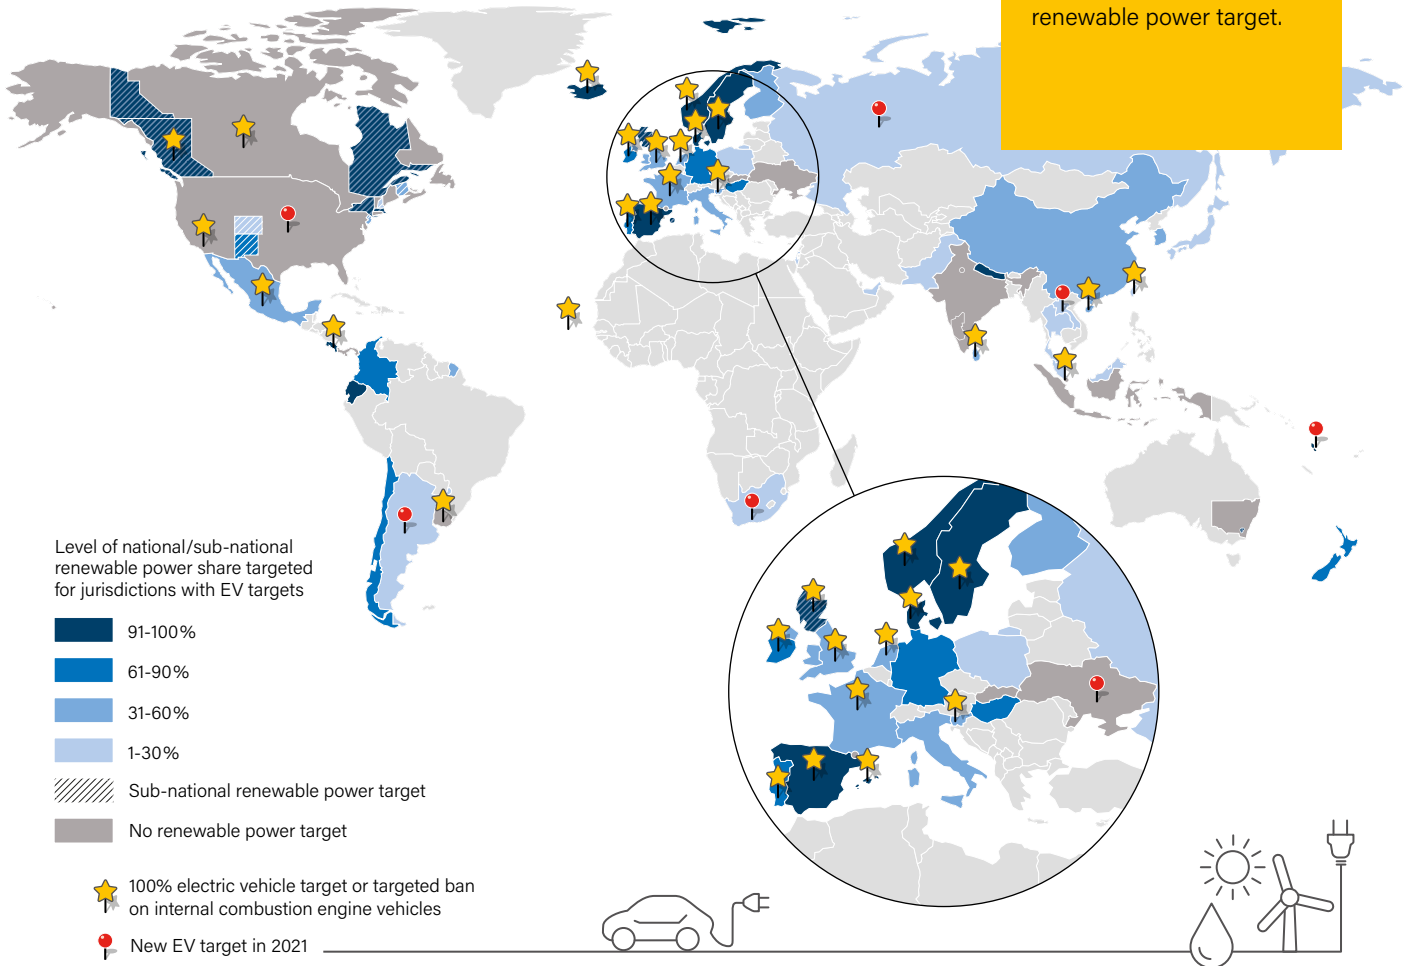 renewable power target.
Level of national/sub-national
renewable power share targeted
for jurisdictions with EV targets
91-100%
61-90%
31-60%
1-30%
Sub-national renewable power target
No renewable power target
100% electric vehicle target or targeted ban
on internal combustion engine vehicles
New EV target in 2021